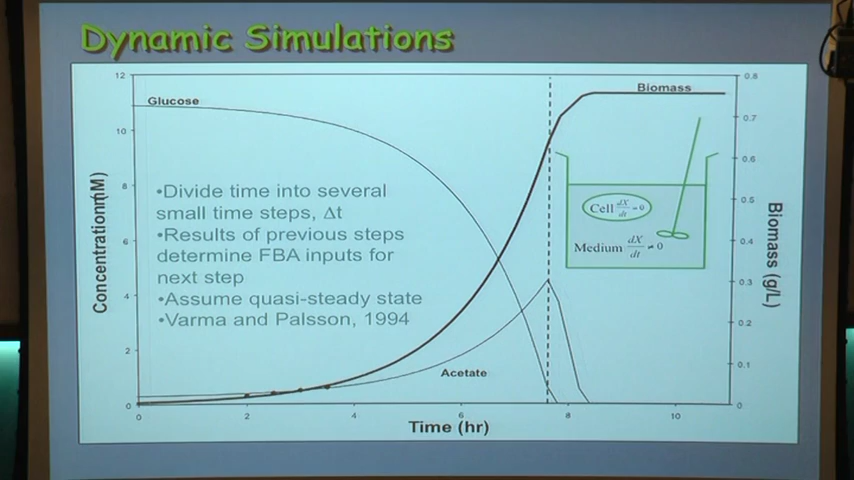 Dynamic Simulations
12
10
8
6
4
2
0
Concentration(mM)
Glucose
Biomass
Acetate
•Divide time into several
small time steps, Δt
•Results of previous steps
determine FBA inputs for
next step
•Assume quasi-steady state
•Varma and Palsson, 1994
Cell dX/dt =0
Medium dX/dt ≠0
0.8
0.7
0.6
0.5
0.4
0.3
0.2
0.1
0
Biomass (g/L)
0 2 4 6 8 10
Time (hr)